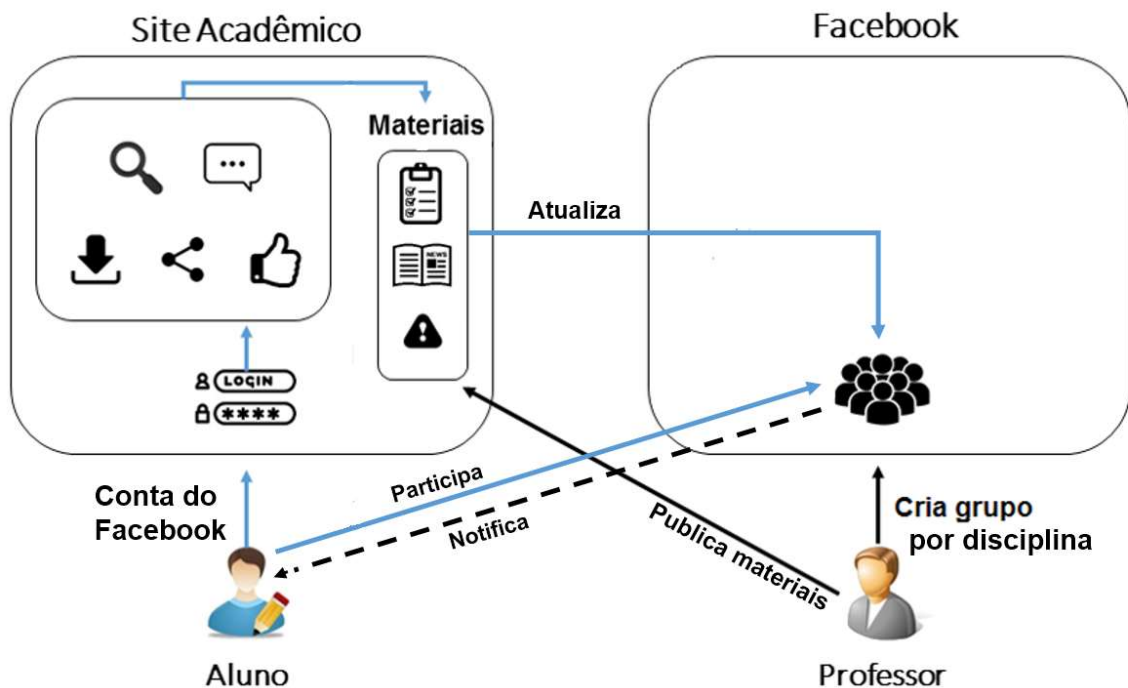 Site Acadêmico
Facebook
Materiais
NEWS
Atualiza
LOGIN
****
Conta do
Facebook
Participa
Notifica
Publica materiais
Cria grupo
por disciplina
Aluno
Professor